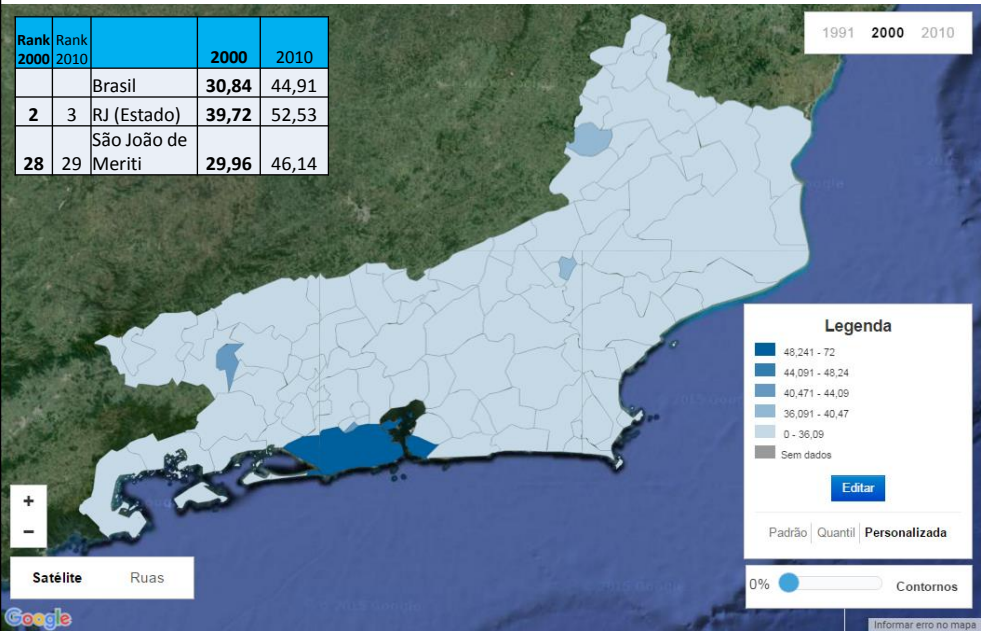 Rank 2000 Rank 2010 2000 2010
Brasil 30,84 44,91
2 3 RJ (Estado) 39,72 52,53
28 29 São João de Meriti 29,96 46,14
1991 2000 2010
Legenda
48,241 - 72
44,091 - 48,24
40,471 - 44,09
36,091 - 40,47
0 - 36,09
Sem dados
Editar
Padrão Quantil Personalizada
+
−
Satélite Ruas
0% Contornos
Google
Informar erro no mapa